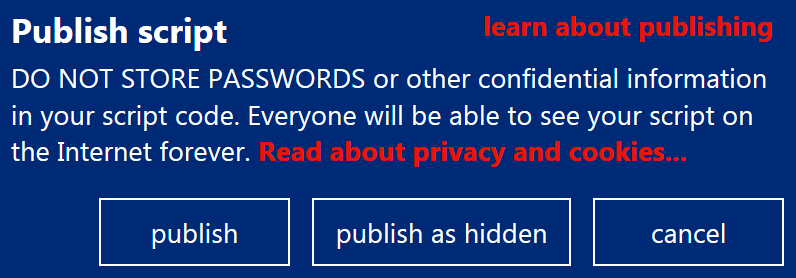 Publish script
learn about publishing
DO NOT STORE PASSWORDS or other confidential information
in your script code. Everyone will be able to see your script on
the Internet forever. Read about privacy and cookies...
publish
publish as hidden
cancel